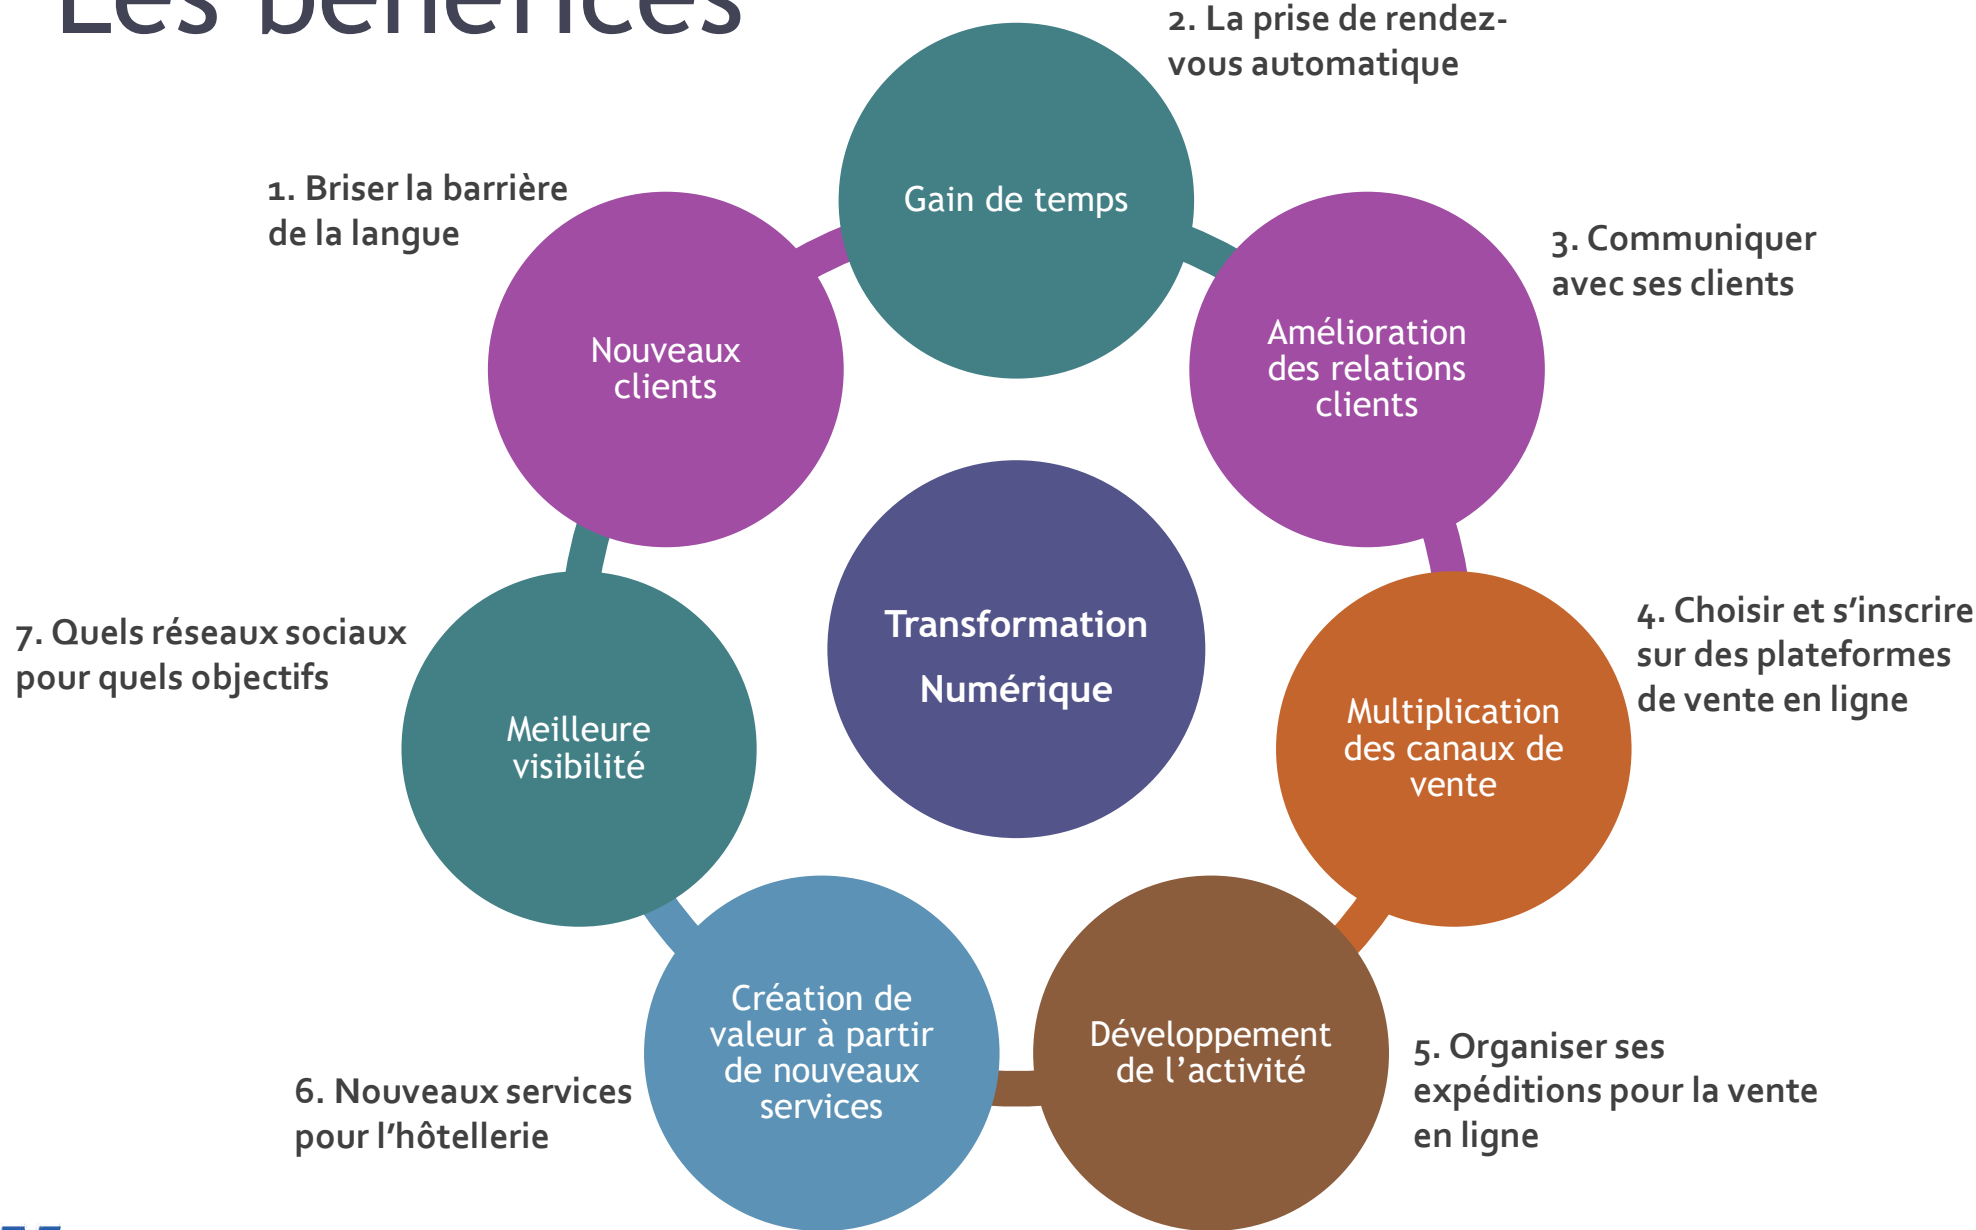 Les bénéfices
2. La prise de rendez-
vous automatique
Gain de temps
1. Briser la barrière
de la langue
Nouveaux
clients
3. Communiquer
avec ses clients
Amélioration
des relations
clients
Transformation
Numérique
4. Choisir et s’inscrire
sur des plateformes
de vente en ligne
Multiplication
des canaux de
vente
7. Quels réseaux sociaux
pour quels objectifs
Meilleure
visibilité
Création de
valeur à partir
de nouveaux
services
6. Nouveaux services
pour l’hôtellerie
Développement
de l’activité
5. Organiser ses
expéditions pour la vente
en ligne